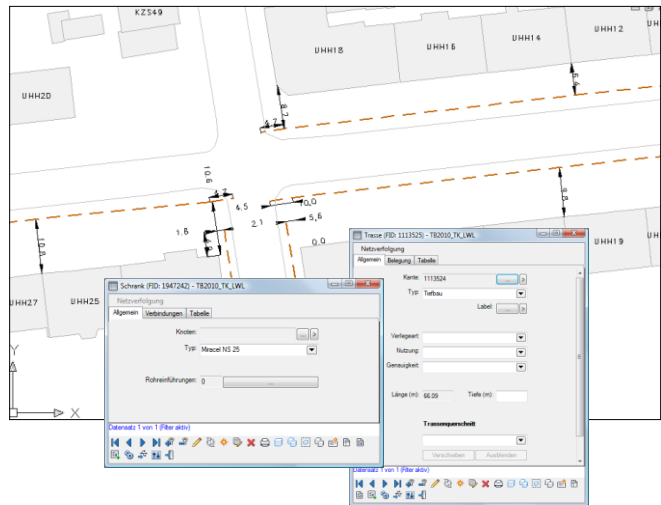 KZS49
UHH18
UHH16
UHH14
UHH12
UHH20
8.7
4.7
5.4
10.6
4.5
0.0
5.6
2.1
1.8
0.0
9.8
10.8
UHH27
UHH25
UHH19
Y
X
Schrank (FID: 1947242) - TB2010_TK_LWL
Netzverfolgung
Allgemein Verbindungen Tabelle
Knoten:
... >
Typ: Miracel NS 25
Rohreinführungen: 0 ...
Datensatz 1 von 1 (Filter aktiv)
Trasse (FID: 1113525) - TB2010_TK_LWL
Netzverfolgung
Allgemein Belegung Tabelle
Kante: 1113524 ... >
Typ: Tiefbau
Label: ... >
Verlegeart:
Nutzung:
Genauigkeit:
Länge (m): 66.09 Tiefe (m):
Trassenquerschnitt
Verschieben Ausblenden
Datensatz 1 von 1 (Filter aktiv)